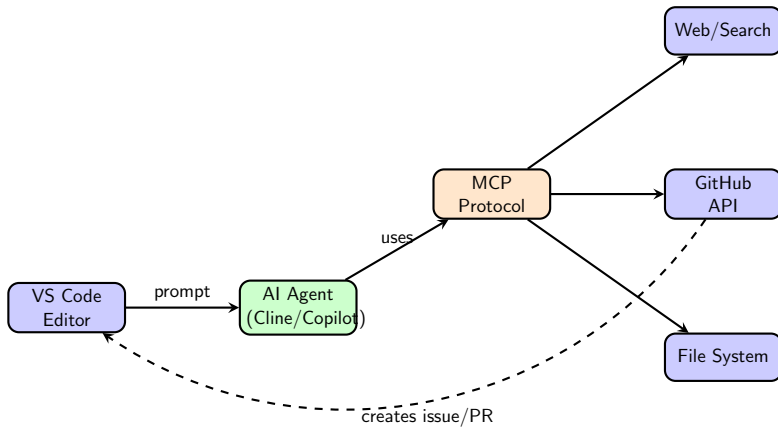 Web/Search
MCP
Protocol
GitHub
API
uses
prompt
VS Code
Editor
AI Agent
(Cline/Copilot)
File System
creates issue/PR